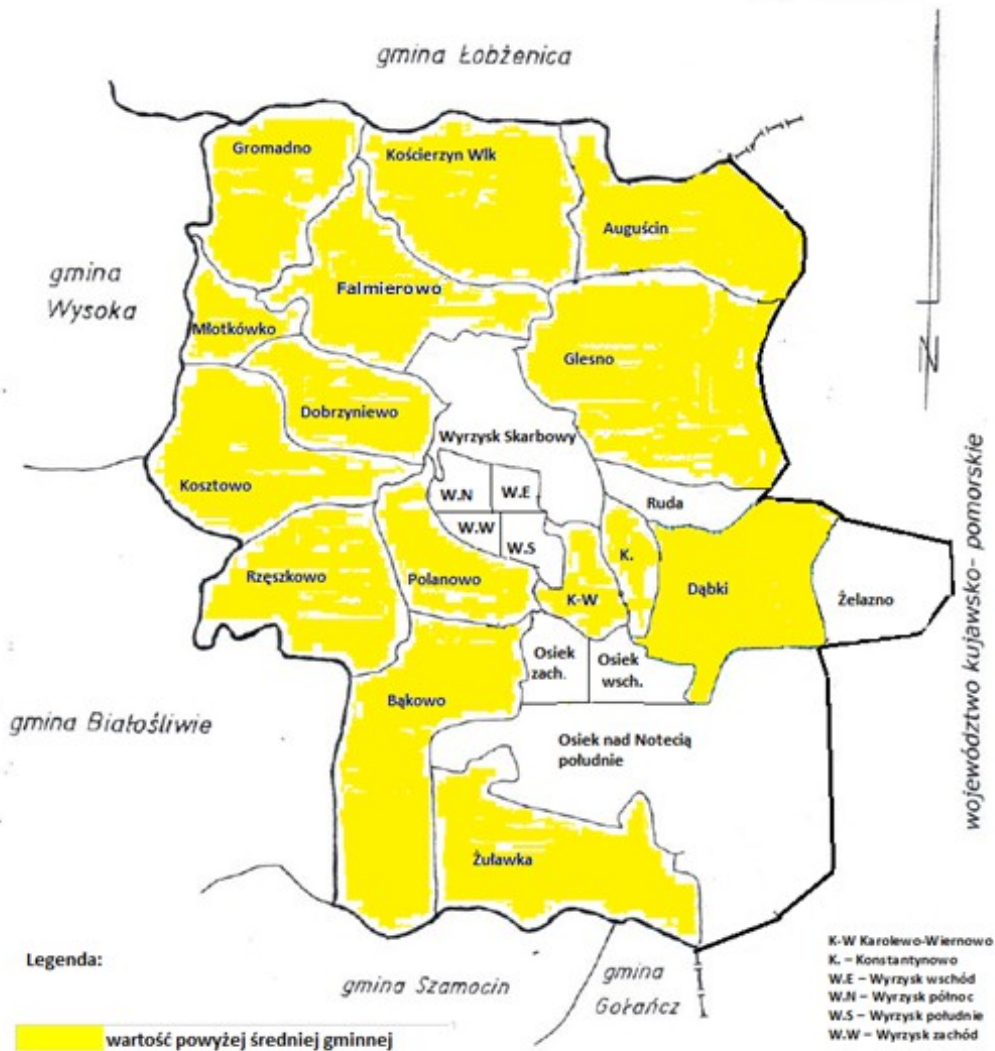 gmina Łobżenica
Gromadno
Kościerzyn Wlk
Auguścin
gmina
Wysoka
Falmierowo
Młotkówko
Glesno
N
Dobrzyniewo
Wyrzysk Skarbowy
Kosztowo
W.N
W.E
Ruda
W.W
W.S
K.
Rzęszkowo
Polanowo
K-W
Dąbki
Żelazno
województwo kujawsko- pomorskie
Osiek
zach.
Osiek
wsch.
Bąkowo
gmina Białośliwie
Osiek nad Notecią
południe
Żuławka
Legenda:
gmina Szamocin
gmina
Gołańcz
K-W Karolewo-Wiernowo
K. – Konstantynowo
W.E – Wyrzysk wschód
W.N – Wyrzysk północ
W.S – Wyrzysk południe
W.W – Wyrzysk zachód
wartość powyżej średniej gminnej